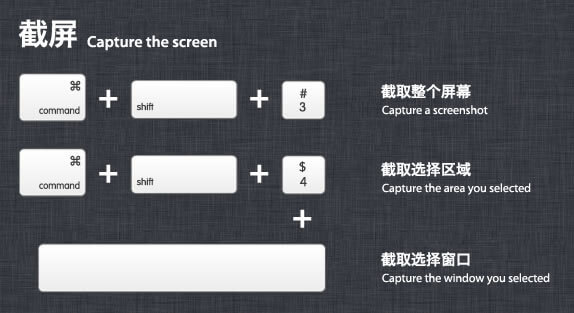 截屏 Capture the screen
⌘ command + shift + # 3
截取整个屏幕
Capture a screenshot
⌘ command + shift + $ 4
截取选择区域
Capture the area you selected
+
截取选择窗口
Capture the window you selected